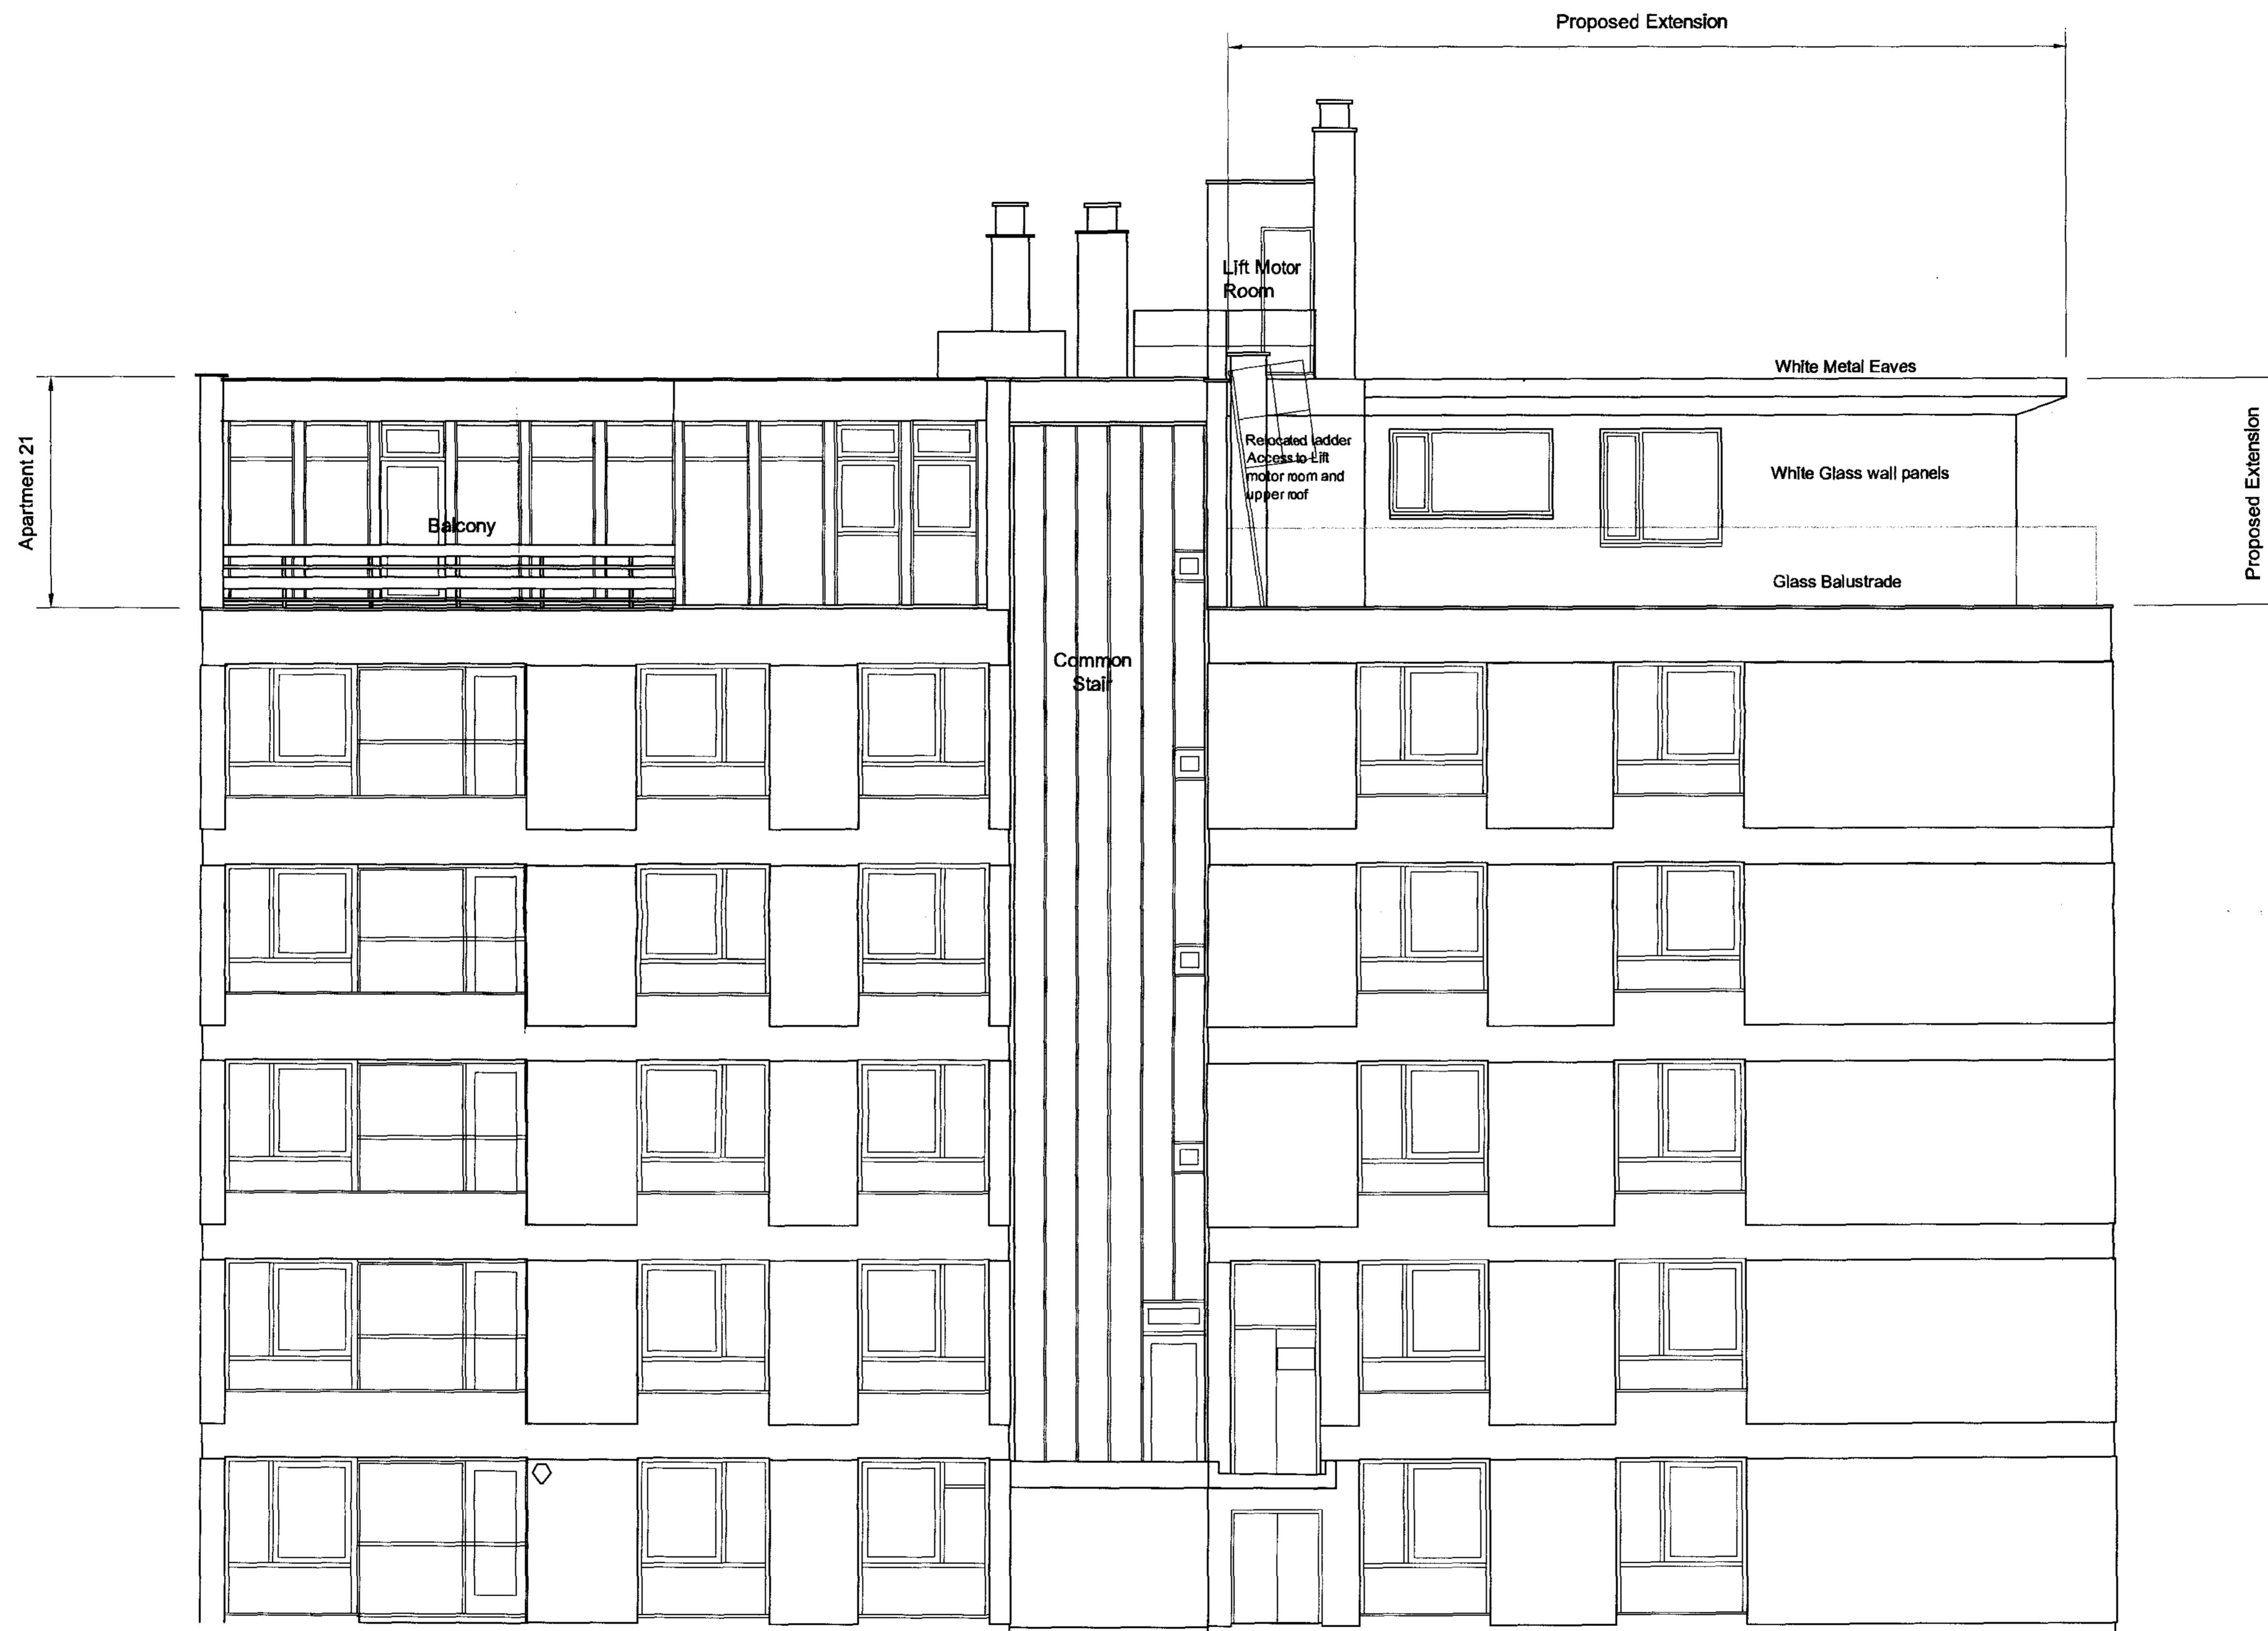 Proposed Extension
Lift Motor
Room
White Metal Eaves
Apartment 21
Proposed Extension
Relocated ladder
Access to Lift
motor room and
upper roof
White Glass wall panels
Balcony
Glass Balustrade
Common
Stair